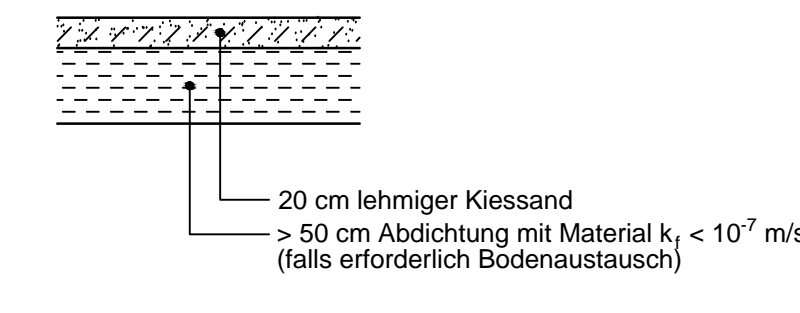 20 cm lehmiger Kiessand
> 50 cm Abdichtung mit Material k_f < 10^-7 m/s
(falls erforderlich Bodenaustausch)